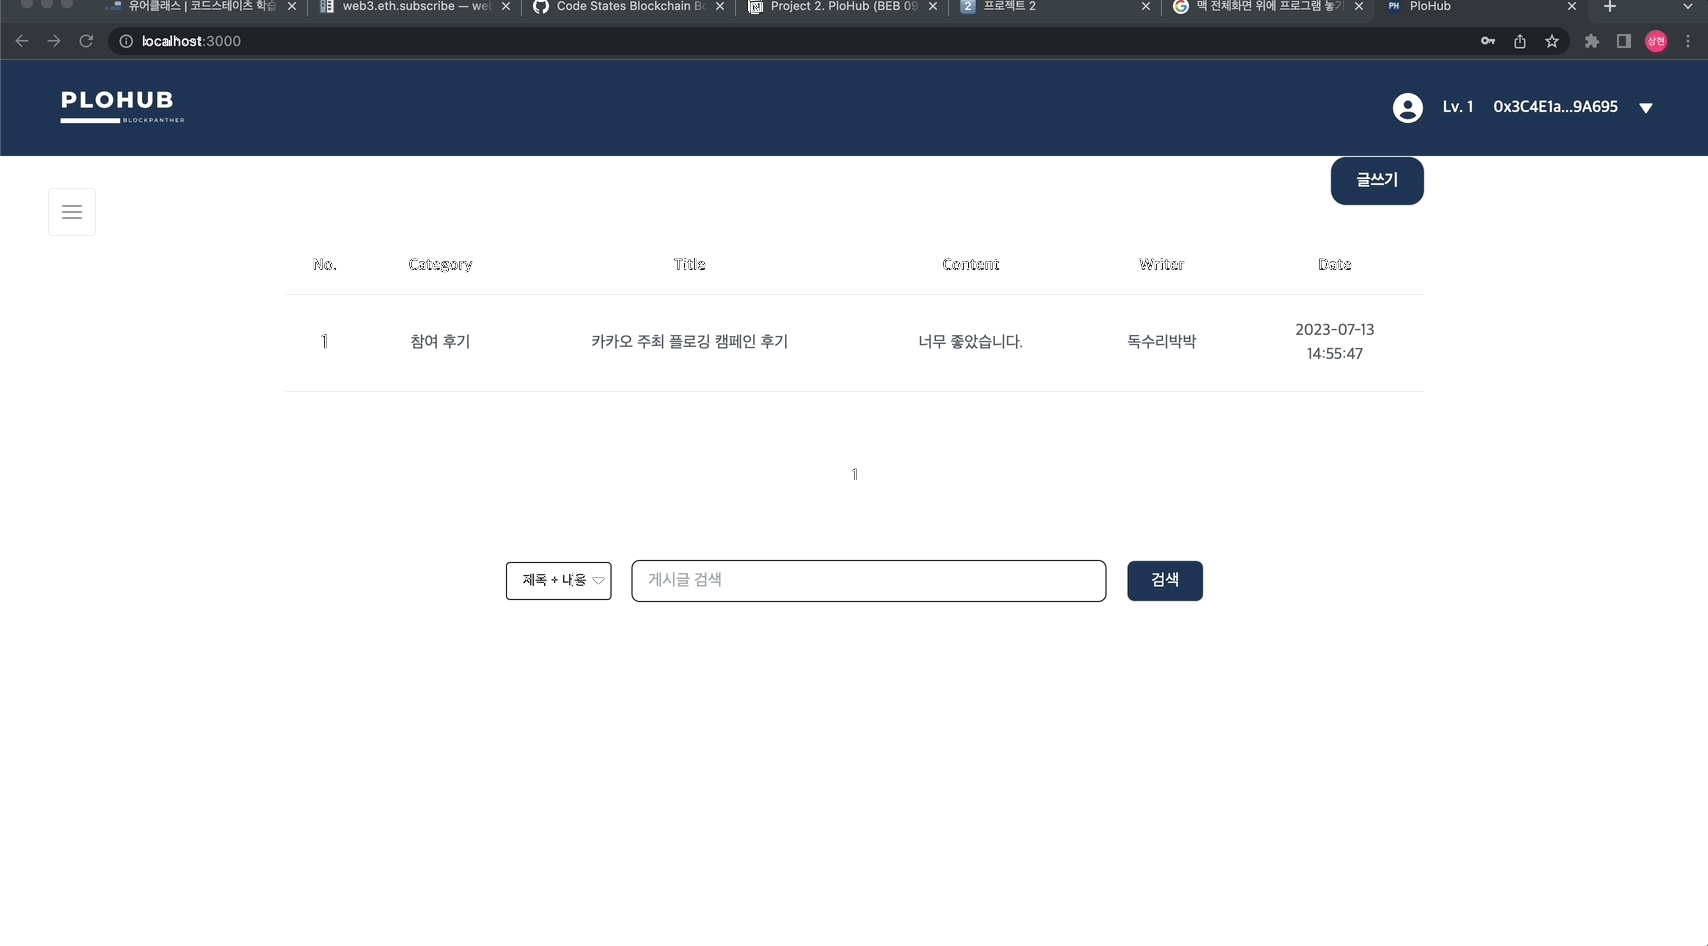 유어클래스 | 코드스테이츠 학습
web3.eth.subscribe — we
Code States Blockchain B
Project 2. PloHub (BEB 09
2 프로젝트 2
맥 전체화면 위에 프로그램 놓기
PH PloHub
localhost:3000
상현
PLOHUB
BLOCKPANTHER
Lv. 1 0x3C4E1a...9A695
글쓰기
No. Category Title Content Writer Date
1 참여 후기 카카오 주최 플로깅 캠페인 후기 너무 좋았습니다. 독수리박박 2023-07-13
14:55:47
1
제목 + 내용 게시글 검색 검색